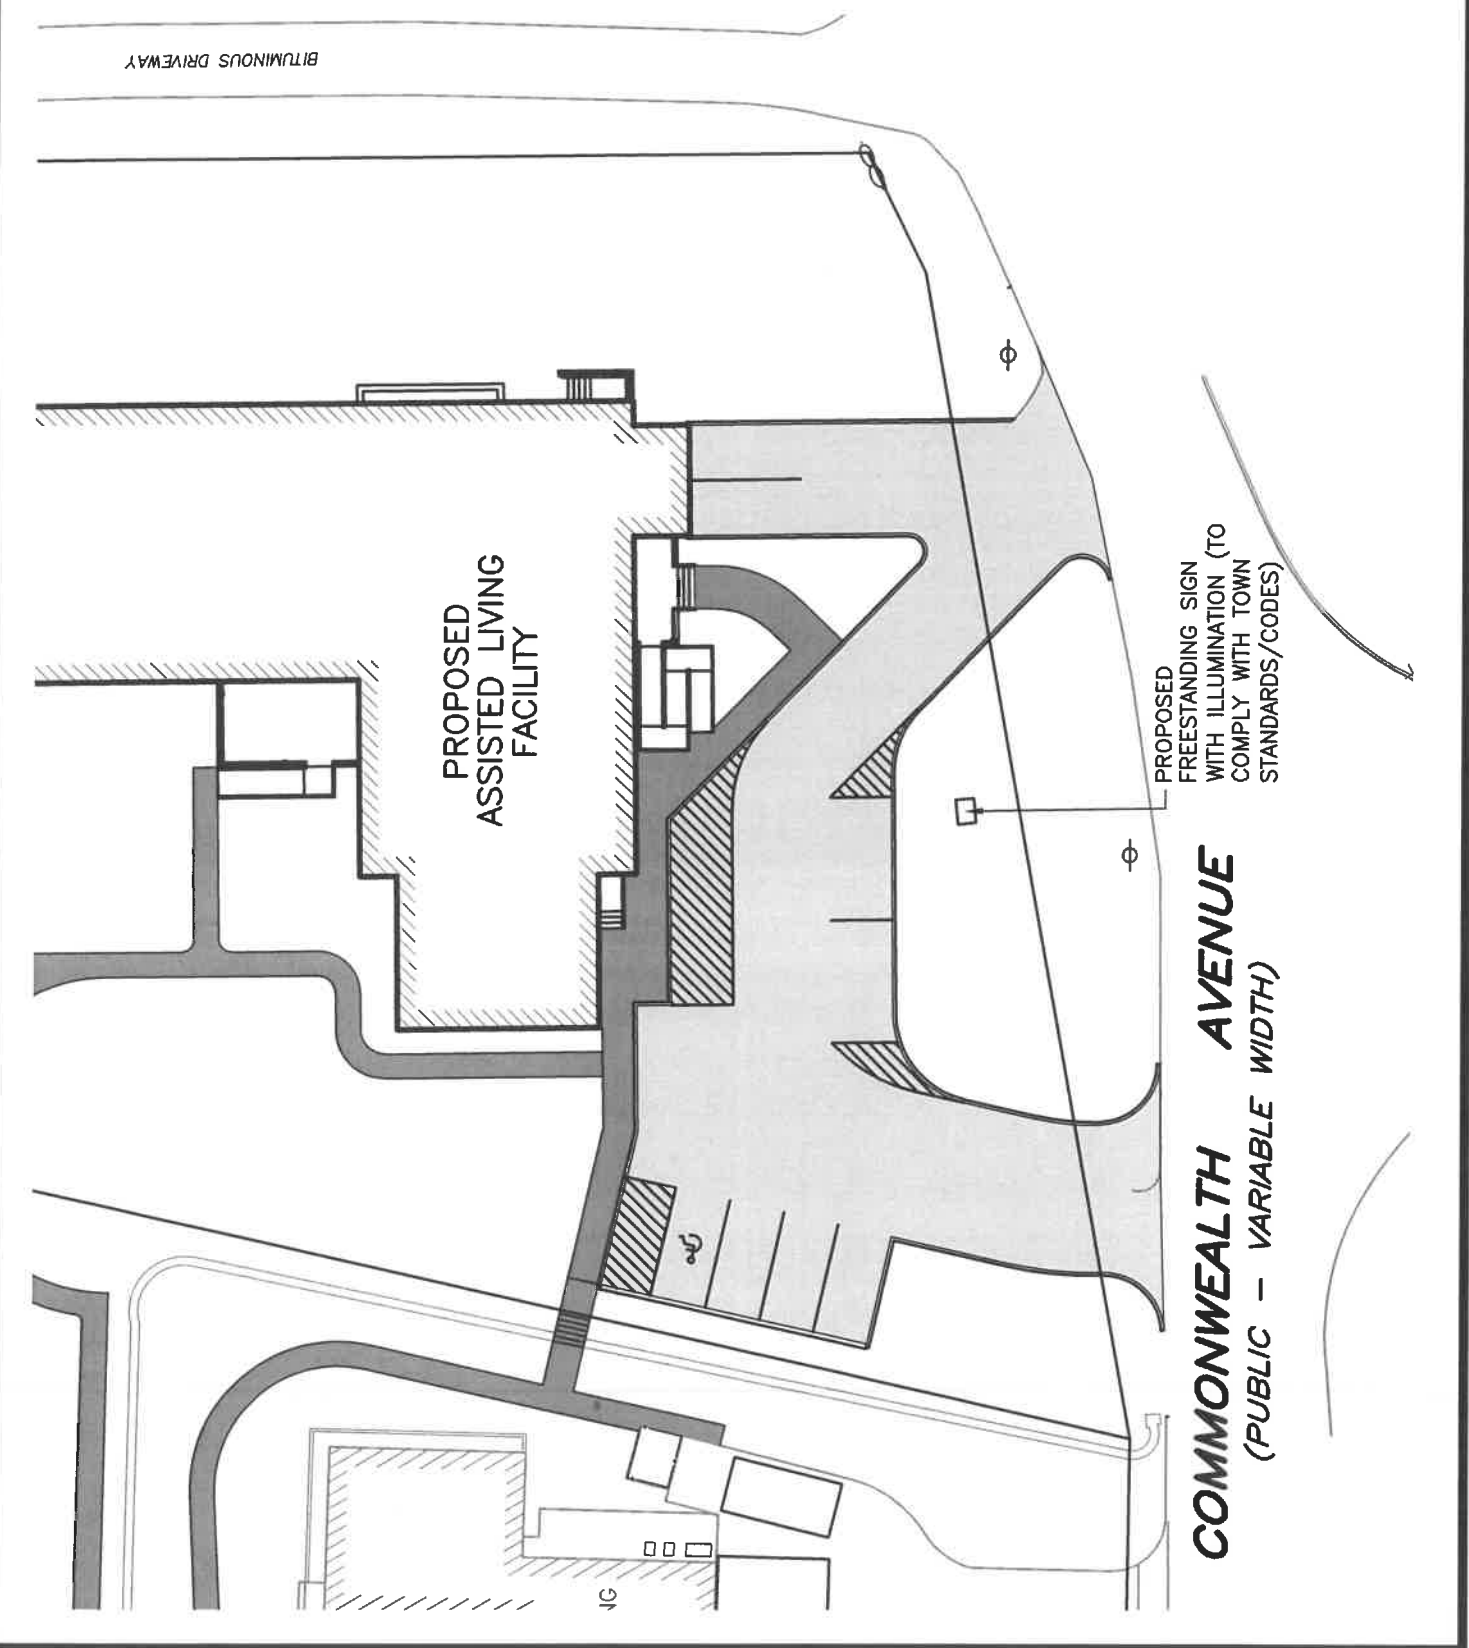 BITUMINOUS DRIVEWAY
PROPOSED
ASSISTED LIVING
FACILITY
PROPOSED
FREESTANDING SIGN
WITH ILLUMINATION (TO
COMPLY WITH TOWN
STANDARDS/CODES)
COMMONWEALTH AVENUE
(PUBLIC – VARIABLE WIDTH)
NG